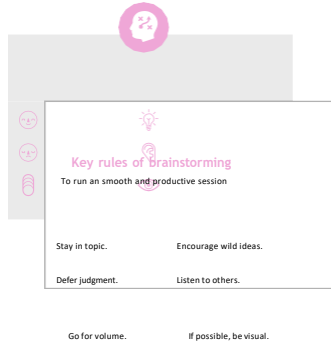 Key rules of brainstorming
To run an smooth and productive session
Stay in topic.
Encourage wild ideas.
Defer judgment.
Listen to others.
Go for volume.
If possible, be visual.